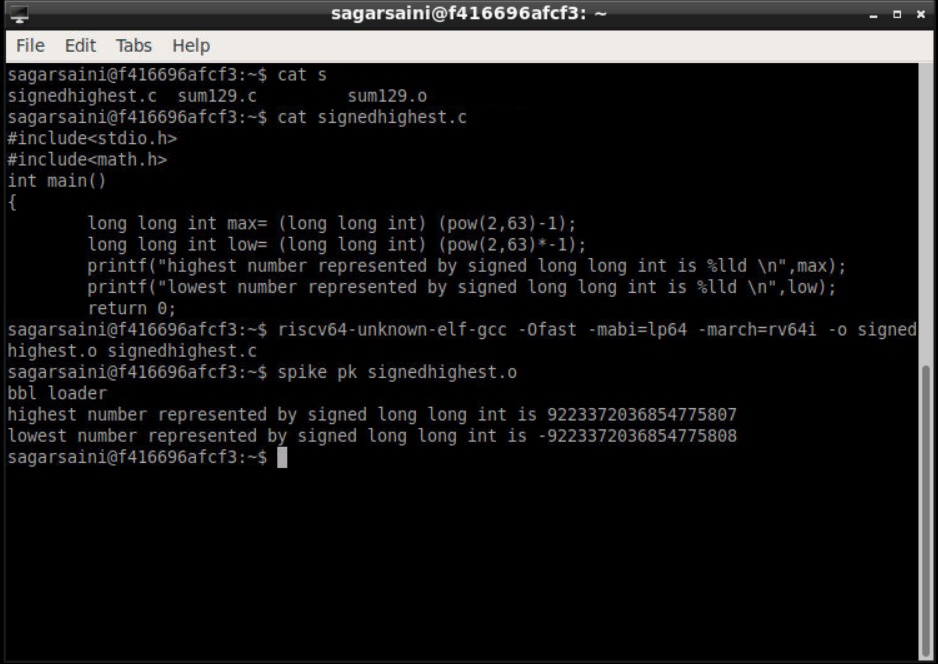 sagarsaini@f416696afcf3: ~
File Edit Tabs Help
sagarsaini@f416696afcf3:~$ cat s
signedhighest.c  sum129.c         sum129.o
sagarsaini@f416696afcf3:~$ cat signedhighest.c
#include<stdio.h>
#include<math.h>
int main()
{
        long long int max= (long long int) (pow(2,63)-1);
        long long int low= (long long int) (pow(2,63)*-1);
        printf("highest number represented by signed long long int is %lld \n",max);
        printf("lowest number represented by signed long long int is %lld \n",low);
        return 0;
sagarsaini@f416696afcf3:~$ riscv64-unknown-elf-gcc -Ofast -mabi=lp64 -march=rv64i -o signed
highest.o signedhighest.c
sagarsaini@f416696afcf3:~$ spike pk signedhighest.o
bbl loader
highest number represented by signed long long int is 9223372036854775807
lowest number represented by signed long long int is -9223372036854775808
sagarsaini@f416696afcf3:~$